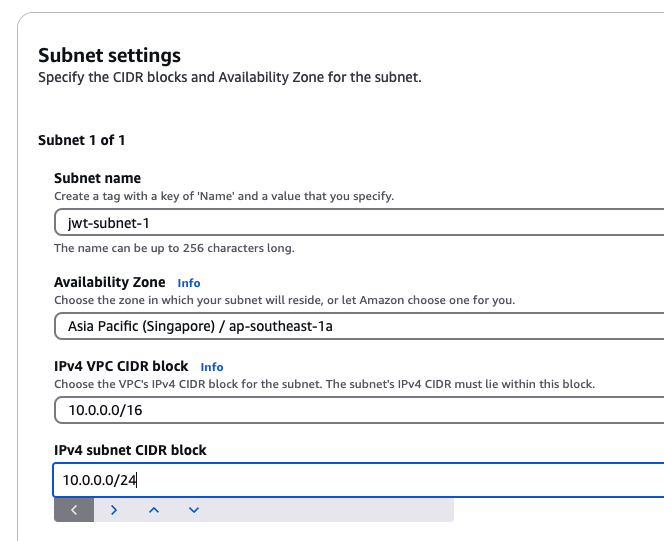 Subnet settings
Specify the CIDR blocks and Availability Zone for the subnet.
Subnet 1 of 1
Subnet name
Create a tag with a key of 'Name' and a value that you specify.
jwt-subnet-1
The name can be up to 256 characters long.
Availability Zone Info
Choose the zone in which your subnet will reside, or let Amazon choose one for you.
Asia Pacific (Singapore) / ap-southeast-1a
IPv4 VPC CIDR block Info
Choose the VPC's IPv4 CIDR block for the subnet. The subnet's IPv4 CIDR must lie within this block.
10.0.0.0/16
IPv4 subnet CIDR block
10.0.0.0/24